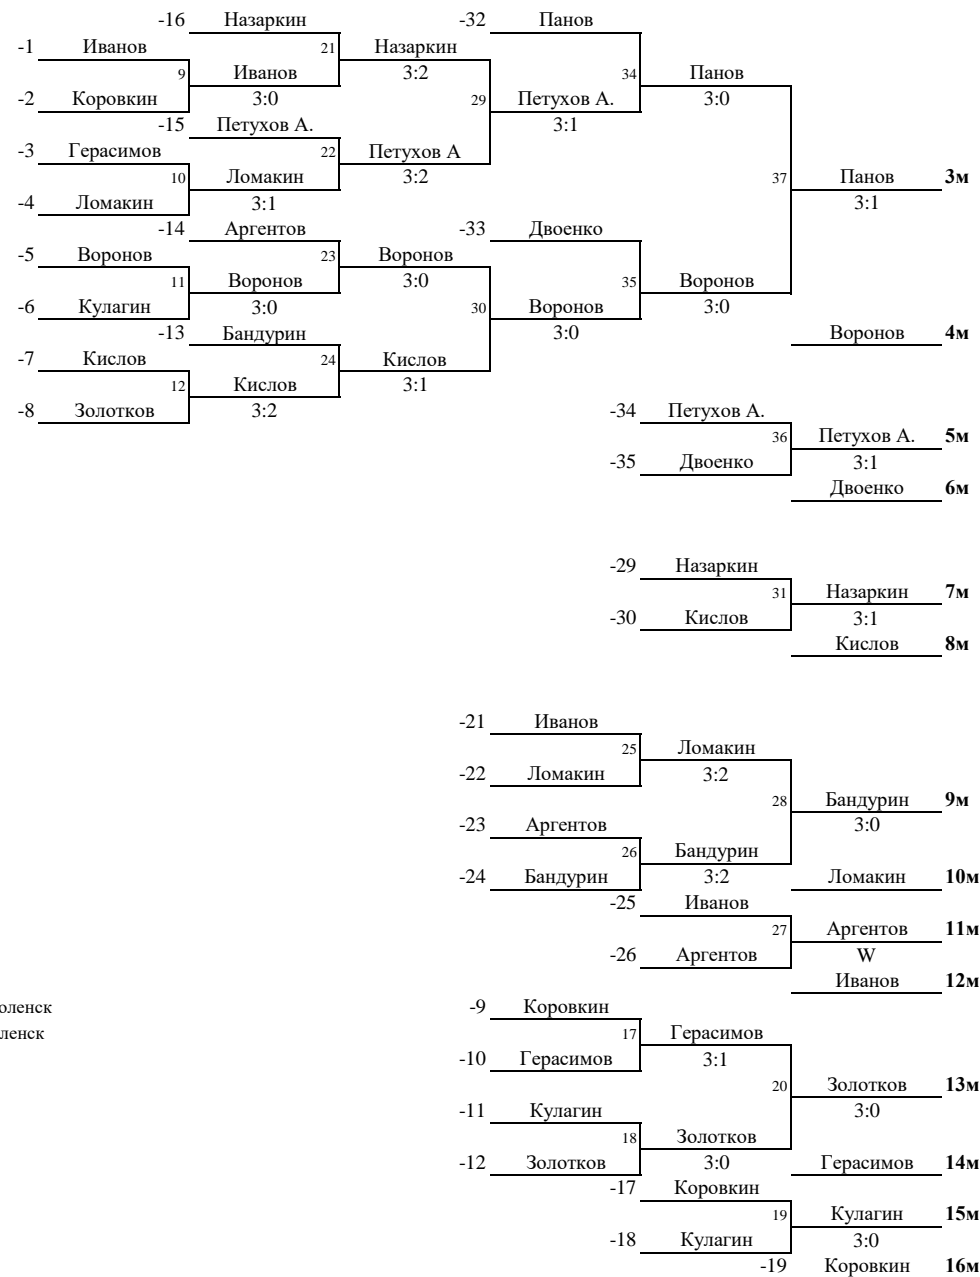 -16 Назаркин -32 Панов
-1 Иванов 21 Назаркин
9 Иванов 3:2 34 Панов
-2 Коровкин 3:0 29 Петухов А. 3:0
-15 Петухов А. 3:1
-3 Герасимов 22 Петухов А
10 Ломакин 3:2 37 Панов 3м
-4 Ломакин 3:1 3:1
-14 Аргентов -33 Двоенко
-5 Воронов 23 Воронов
11 Воронов 3:0 35 Воронов
-6 Кулагин 3:0 30 Воронов 3:0
-13 Бандурин 3:0 Воронов 4м
-7 Кислов 24 Кислов
12 Кислов 3:1
-8 Золотков 3:2 -34 Петухов А.
36 Петухов А. 5м
-35 Двоенко 3:1
Двоенко 6м
-29 Назаркин
31 Назаркин 7м
-30 Кислов 3:1
Кислов 8м
-21 Иванов
25 Ломакин
-22 Ломакин 3:2
28 Бандурин 9м
-23 Аргентов 3:0
26 Бандурин
-24 Бандурин 3:2 Ломакин 10м
-25 Иванов
27 Аргентов 11м
-26 Аргентов W
Иванов 12м
оленск -9 Коровкин
ленск 17 Герасимов
-10 Герасимов 3:1
20 Золотков 13м
-11 Кулагин 3:0
18 Золотков
-12 Золотков 3:0 Герасимов 14м
-17 Коровкин
19 Кулагин 15м
-18 Кулагин 3:0
-19 Коровкин 16м